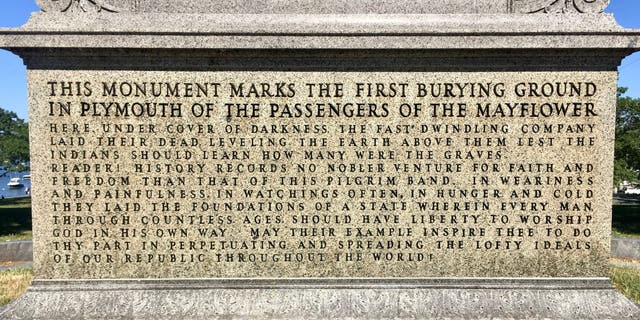 THIS MONUMENT MARKS THE FIRST BURYING GROUND
IN PLYMOUTH OF THE PASSENGERS OF THE MAYFLOWER
HERE, UNDER COVER OF DARKNESS, THE FAST DWINDLING COMPANY
LAID THEIR DEAD, LEVELING THE EARTH ABOVE THEM LEST THE
INDIANS SHOULD LEARN HOW MANY WERE THE GRAVES
READER! HISTORY RECORDS NO NOBLER VENTURE FOR FAITH AND
FREEDOM THAN THAT OF THIS PILGRIM BAND. IN WEARINESS
AND PAINFULNESS, IN WATCHINGS OFTEN, IN HUNGER AND COLD
THEY LAID THE FOUNDATIONS OF A STATE WHEREIN EVERY MAN
THROUGH COUNTLESS AGES, SHOULD HAVE LIBERTY TO WORSHIP
GOD IN HIS OWN WAY. MAY THEIR EXAMPLE INSPIRE THEE TO DO
THY PART IN PERPETUATING AND SPREADING THE LOFTY IDEALS
OF OUR REPUBLIC THROUGHOUT THE WORLD!